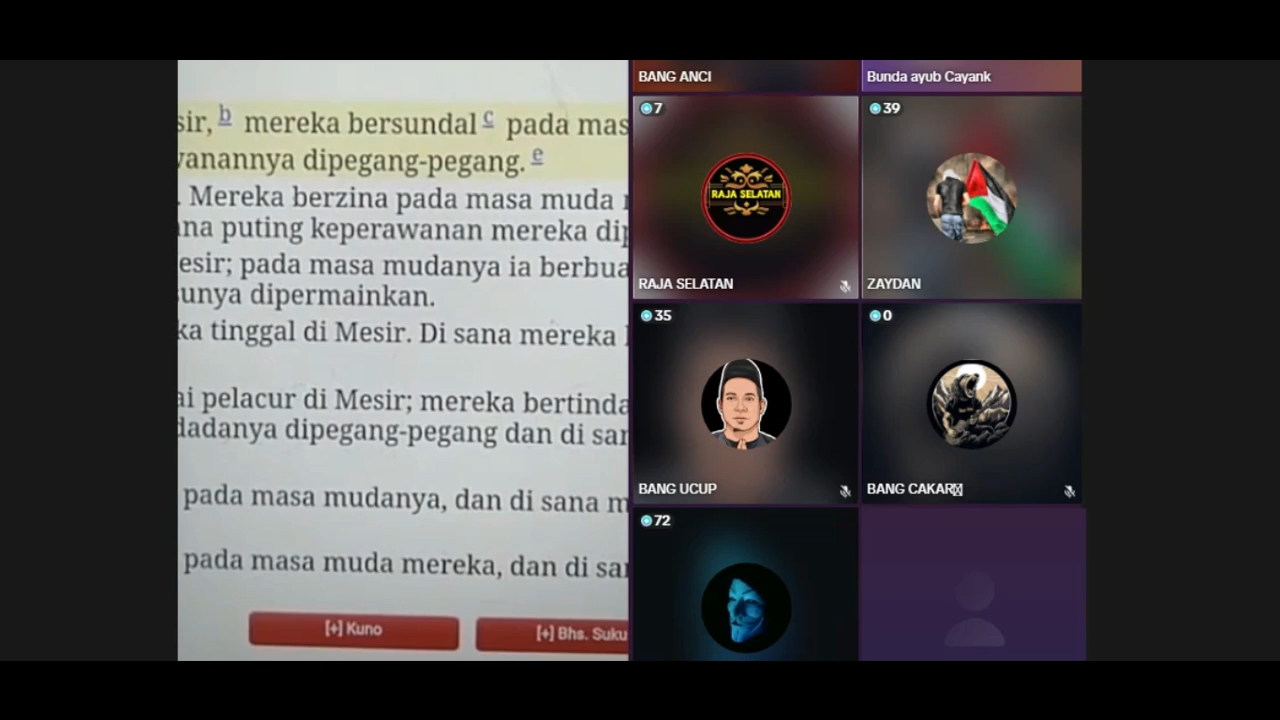 sir, b mereka bersundal c pada mas
wanannya dipegang-pegang. e
. Mereka berzina pada masa muda
na puting keperawanan mereka dip
esir; pada masa mudanya ia berbua
sunya dipermainkan.
ka tinggal di Mesir. Di sana mereka
ai pelacur di Mesir; mereka bertinda
dadanya dipegang-pegang dan di sar
pada masa mudanya, dan di sana m
pada masa muda mereka, dan di sa
[+] Kuno
[+] Bhs. Suku
BANG ANCI
Bunda ayub Cayank
7
RAJA SELATAN
RAJA SELATAN
39
ZAYDAN
35
BANG UCUP
0
BANG CAKAR
72